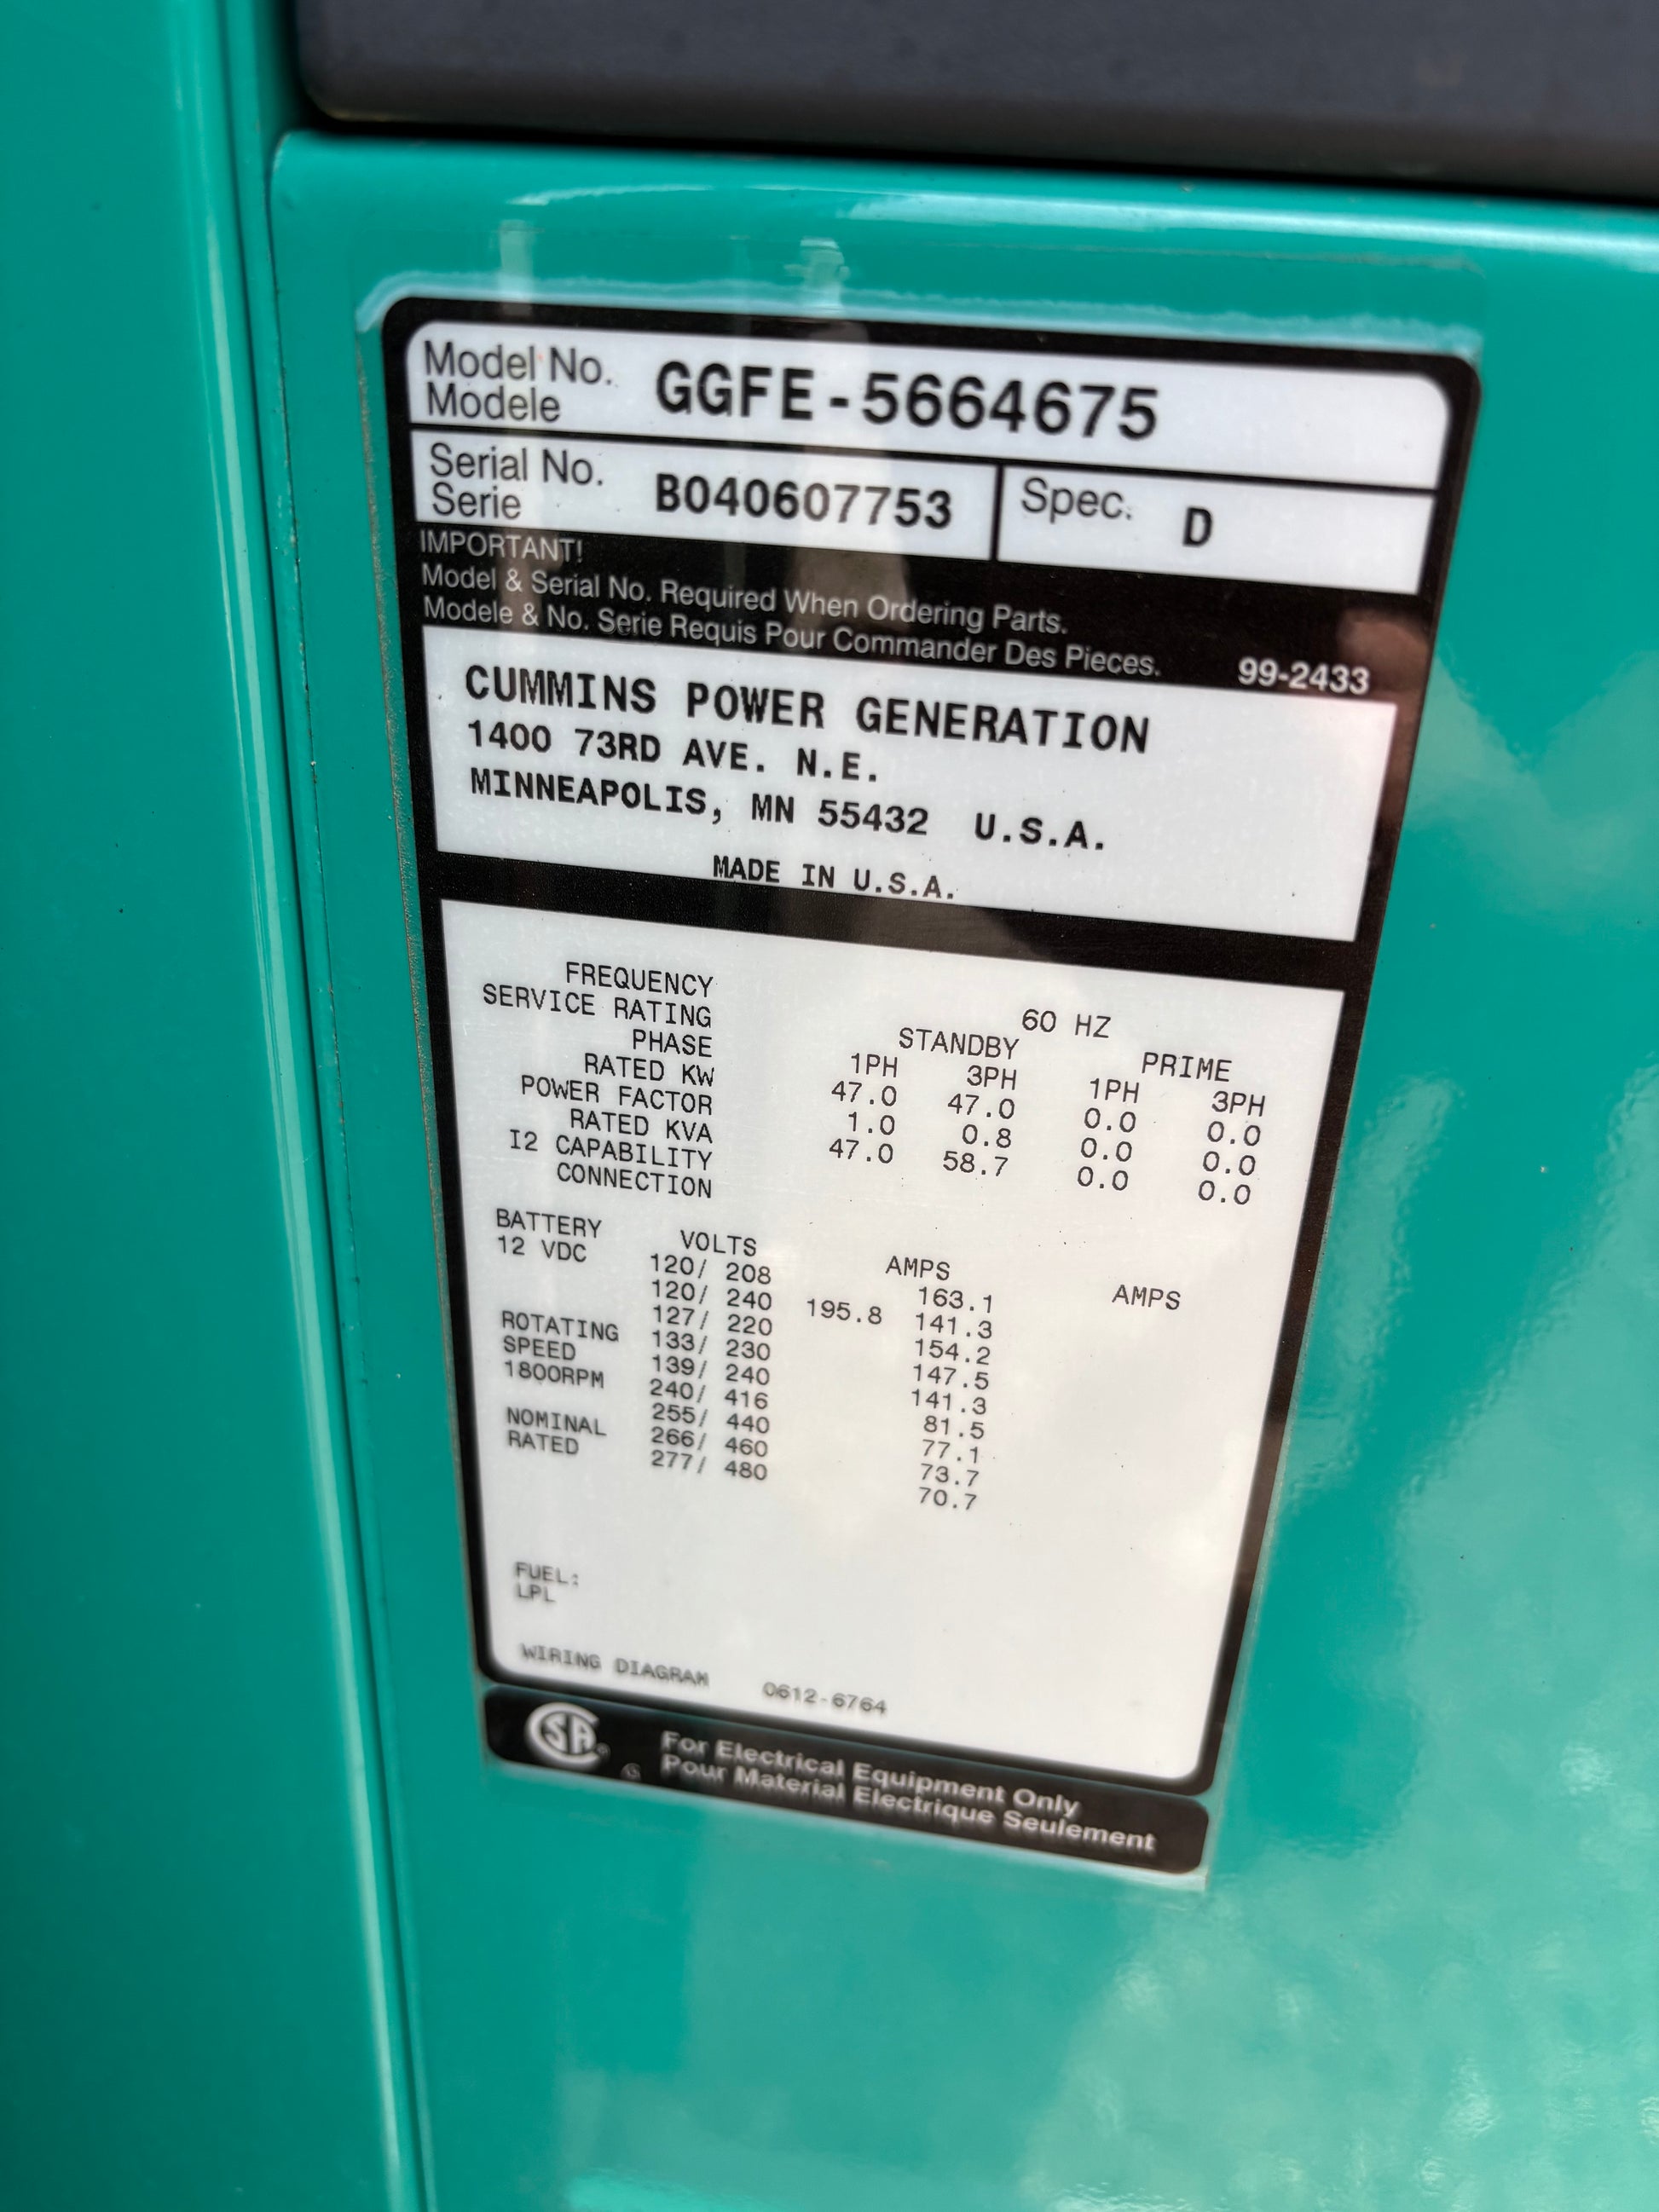 Model No. GGFE-5664675
Modele
Serial No. B040607753 Spec. D
Serie
IMPORTANT!
Model & Serial No. Required When Ordering Parts.
Modele & No. Serie Requis Pour Commander Des Pieces. 99-2433
CUMMINS POWER GENERATION
1400 73RD AVE. N.E.
MINNEAPOLIS, MN 55432 U.S.A.
MADE IN U.S.A.
FREQUENCY 60 HZ
SERVICE RATING STANDBY PRIME
PHASE 1PH 3PH 1PH 3PH
RATED KW 47.0 47.0 0.0 0.0
POWER FACTOR 1.0 0.8 0.0 0.0
RATED KVA 47.0 58.7 0.0 0.0
I2 CAPABILITY
CONNECTION
BATTERY VOLTS AMPS AMPS
12 VDC 120/ 208 163.1
120/ 240 195.8 141.3
127/ 220 154.2
ROTATING 133/ 230 147.5
SPEED 139/ 240 141.3
1800RPM 240/ 416 81.5
255/ 440 77.1
NOMINAL 266/ 460 73.7
RATED 277/ 480 70.7
FUEL:
LPL
WIRING DIAGRAM 0612-6764
CSA
For Electrical Equipment Only
Pour Material Electrique Seulement